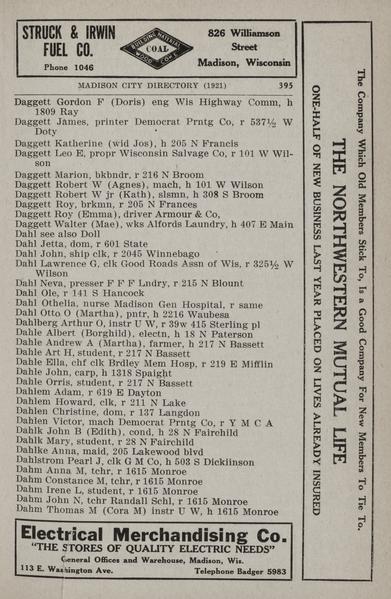 STRUCK & IRWIN
FUEL CO.
Phone 1046
BUILDING MATERIAL
COAL
WOOD COKE
826 Williamson
Street
Madison, Wisconsin
MADISON CITY DIRECTORY (1921) 395
Daggett Gordon F (Doris) eng Wis Highway Comm, h
1809 Ray
Daggett James, printer Democrat Prntg Co, r 537½ W
Doty
Daggett Katherine (wid Jos), h 205 N Francis
Daggett Leo E, propr Wisconsin Salvage Co, r 101 W Wil-
son
Daggett Marion, bkbndr, r 216 N Broom
Daggett Robert W (Agnes), mach, h 101 W Wilson
Daggett Robert W jr (Kath), slsmn, h 308 S Broom
Daggett Roy, brkmn, r 205 N Frances
Daggett Roy (Emma), driver Armour & Co,
Daggett Walter (Mae), wks Alfords Laundry, h 407 E Main
Dahl see also Doll
Dahl Jetta, dom, r 601 State
Dahl John, ship clk, r 2045 Winnebago
Dahl Lawrence G, clk Good Roads Assn of Wis, r 325½ W
Wilson
Dahl Neva, presser F F F Lndry, r 215 N Blount
Dahl Ole, r 141 S Hancock
Dahl Othelia, nurse Madison Gen Hospital, r same
Dahl Otto O (Martha), pntr, h 2216 Waubesa
Dahlberg Arthur O, instr U W, r 39w 415 Sterling pl
Dahle Albert (Borghild), electn, h 18 N Paterson
Dahle Andrew A (Martha), farmer, h 217 N Bassett
Dahle Art H, student, r 217 N Bassett
Dahle Ella, chf clk Brdley Mem Hosp, r 219 E Mifflin
Dahle John, carp, h 1318 Spaight
Dahle Orris, student, r 217 N Bassett
Dahlem Adam, r 619 E Dayton
Dahlem Howard, clk, r 211 N Lake
Dahlen Christine, dom, r 137 Langdon
Dahlen Victor, mach Democrat Prntg Co, r Y M C A
Dahlk John B (Edith), cond, h 28 N Fairchild
Dahlk Mary, student, r 28 N Fairchild
Dahlke Anna, maid, 205 Lakewood blvd
Dahlstrom Pearl J, clk G M Co, h 503 S Dickiinson
Dahm Anna M, tchr, r 1615 Monroe
Dahm Constance M, tchr, r 1615 Monroe
Dahm Irene L, student, r 1615 Monroe
Dahm John N, tchr Randall Schl, r 1615 Monroe
Dahm Thomas M (Cora M) instr U W, h 1615 Monroe
Electrical Merchandising Co.
"THE STORES OF QUALITY ELECTRIC NEEDS"
General Offices and Warehouse, Madison, Wis.
113 E. Washington Ave. Telephone Badger 5983
The Company Which Old Members Stick To, Is a Good Company For New Members To Tie To.
THE NORTHWESTERN MUTUAL LIFE
ONE-HALF OF NEW BUSINESS LAST YEAR PLACED ON LIVES ALREADY INSURED